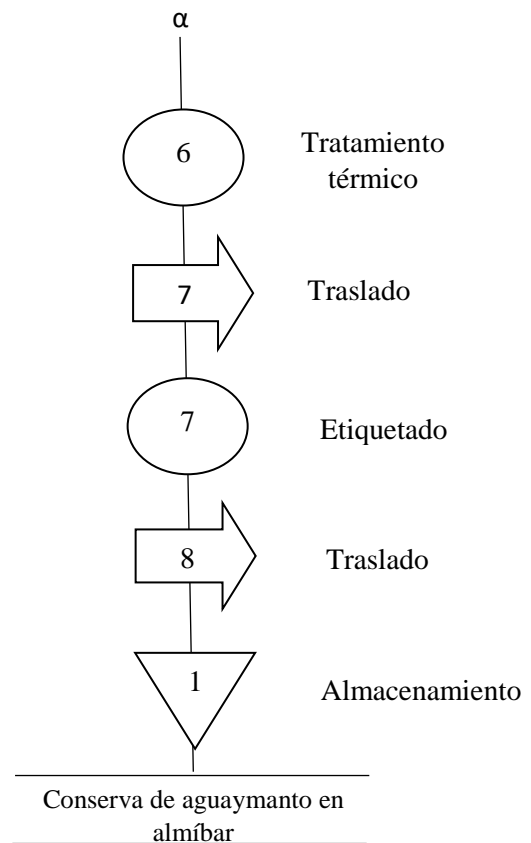 α
6
Tratamiento
térmico
7
Traslado
7
Etiquetado
8
Traslado
1
Almacenamiento
Conserva de aguaymanto en
almíbar